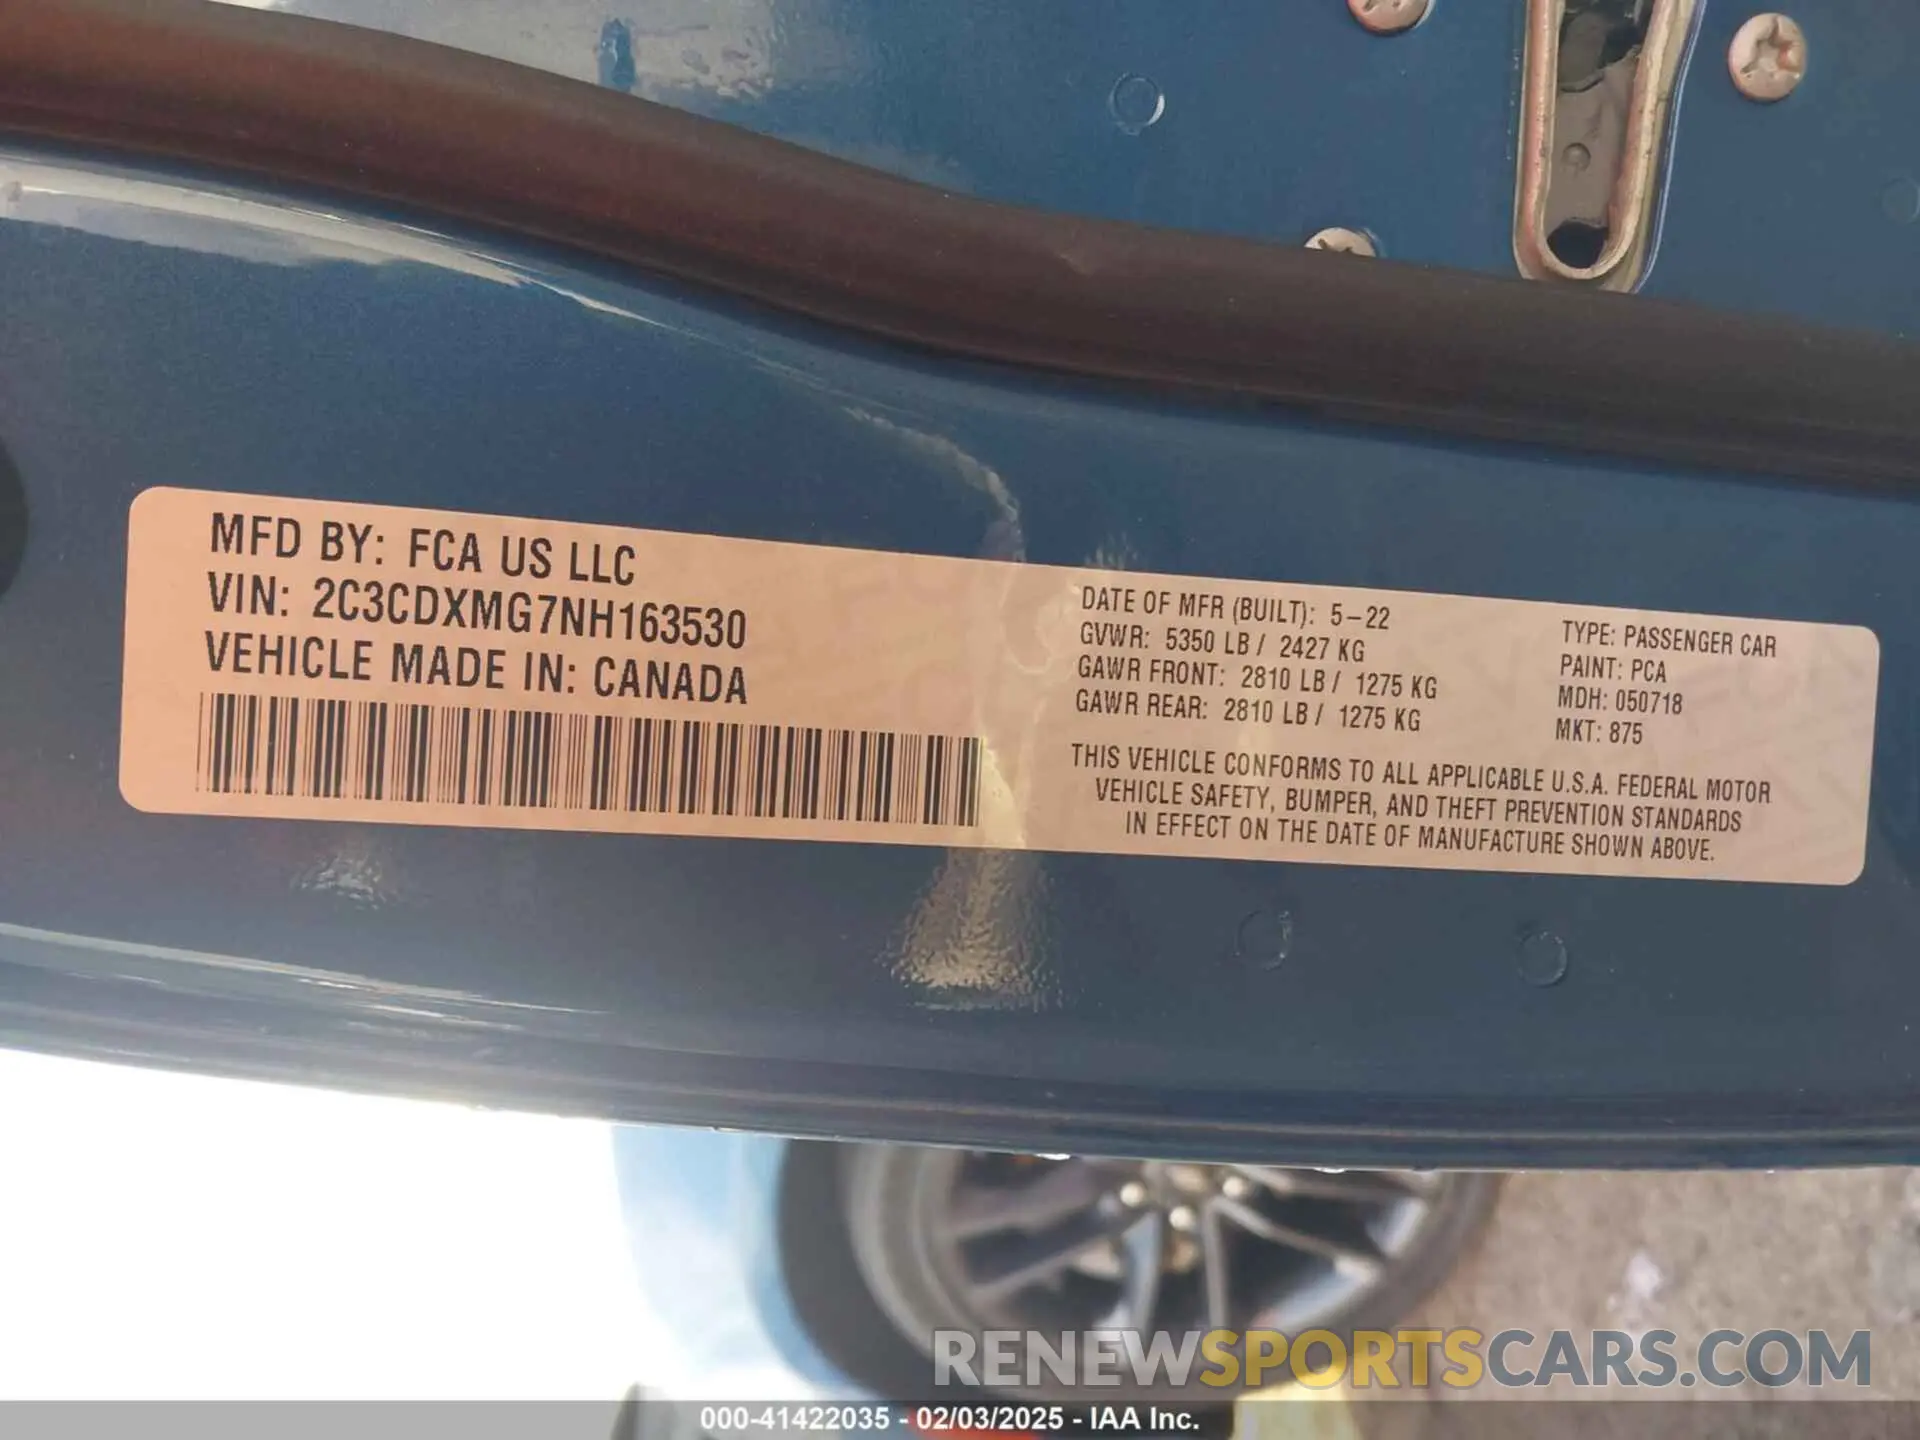 MFD BY: FCA US LLC
VIN: 2C3CDXMG7NH163530
VEHICLE MADE IN: CANADA
DATE OF MFR (BUILT): 5-22
GVWR: 5350 LB / 2427 KG
GAWR FRONT: 2810 LB / 1275 KG
GAWR REAR: 2810 LB / 1275 KG
TYPE: PASSENGER CAR
PAINT: PCA
MDH: 050718
MKT: 875
THIS VEHICLE CONFORMS TO ALL APPLICABLE U.S.A. FEDERAL MOTOR
VEHICLE SAFETY, BUMPER, AND THEFT PREVENTION STANDARDS
IN EFFECT ON THE DATE OF MANUFACTURE SHOWN ABOVE.
RENEWSPORTSCARS.COM
000-41422035 - 02/03/2025 - IAA Inc.